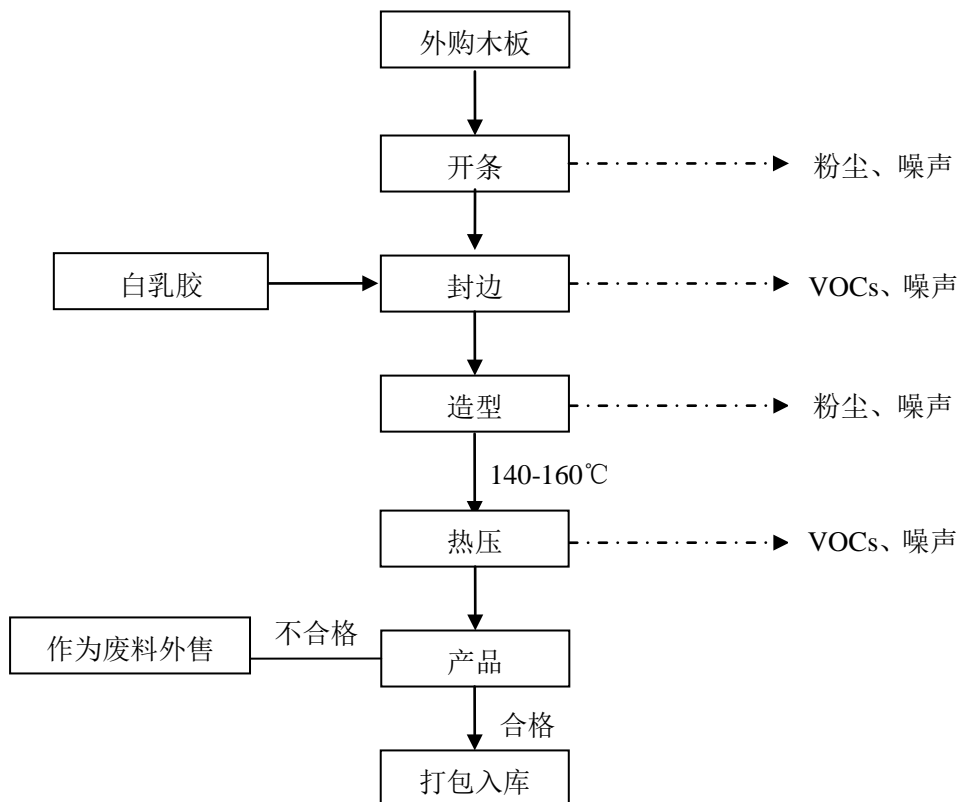 外购木板
开条
粉尘、噪声
白乳胶
封边
VOCs、噪声
造型
粉尘、噪声
140-160℃
热压
VOCs、噪声
作为废料外售
不合格
产品
合格
打包入库